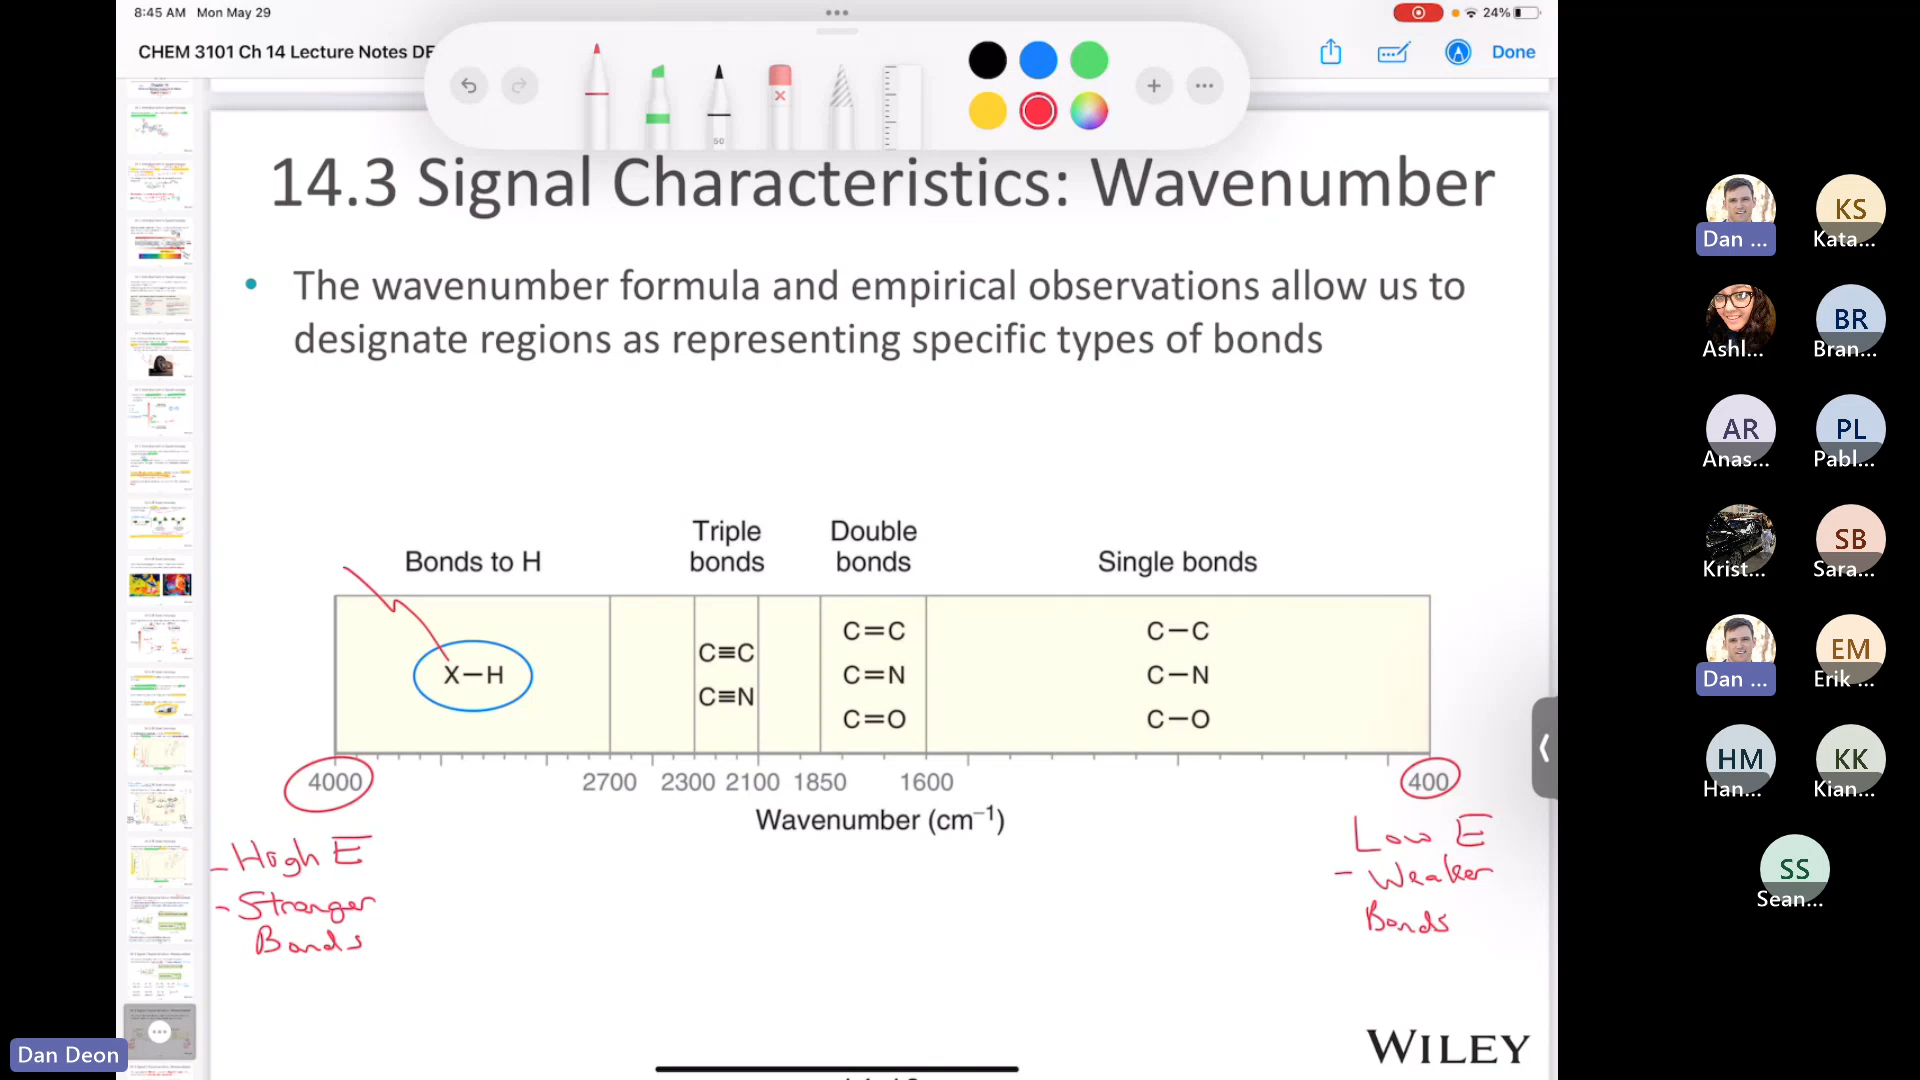 8:45 AM Mon May 29
24%
CHEM 3101 Ch 14 Lecture Notes DE
Done
50
14.3 Signal Characteristics: Wavenumber
• The wavenumber formula and empirical observations allow us to
designate regions as representing specific types of bonds
Bonds to H
Triple
bonds
Double
bonds
Single bonds
X–H
C≡C
C≡N
C=C
C=N
C=O
C–C
C–N
C–O
4000 2700 2300 2100 1850 1600 400
Wavenumber (cm⁻¹)
- High E
- Stronger
Bonds
Low E
- Weaker
Bonds
WILEY
Dan Deon
Dan ...
KS
Kata...
Ashl...
BR
Bran...
AR
Anas...
PL
Pabl...
Krist...
SB
Sara...
Dan ...
EM
Erik ...
HM
Han...
KK
Kian...
SS
Sean...